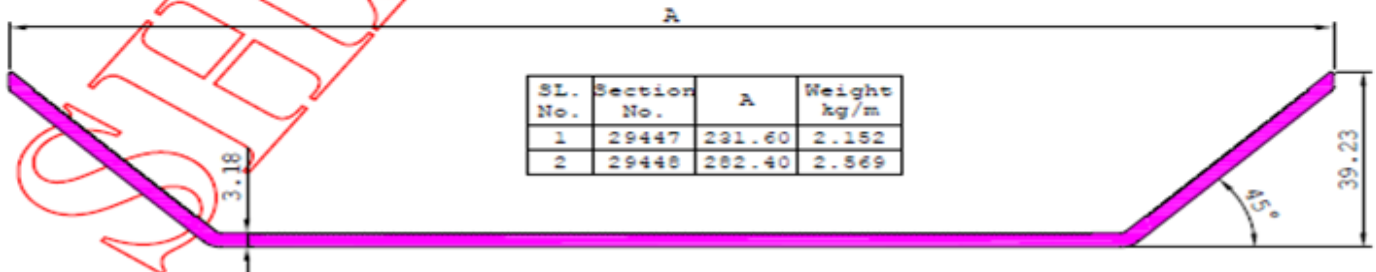 A
SL. No. Section No. A Weight kg/m
1 29447 231.60 2.152
2 29448 282.40 2.569
3.18
39.23
45°